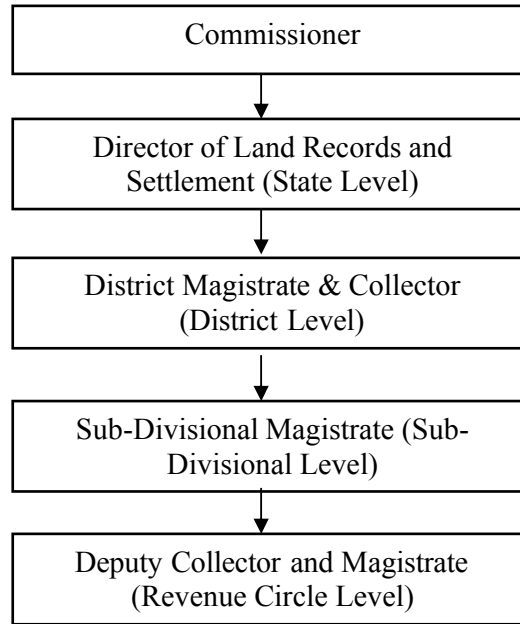 Commissioner
Director of Land Records and
Settlement (State Level)
District Magistrate & Collector
(District Level)
Sub-Divisional Magistrate (Sub-
Divisional Level)
Deputy Collector and Magistrate
(Revenue Circle Level)